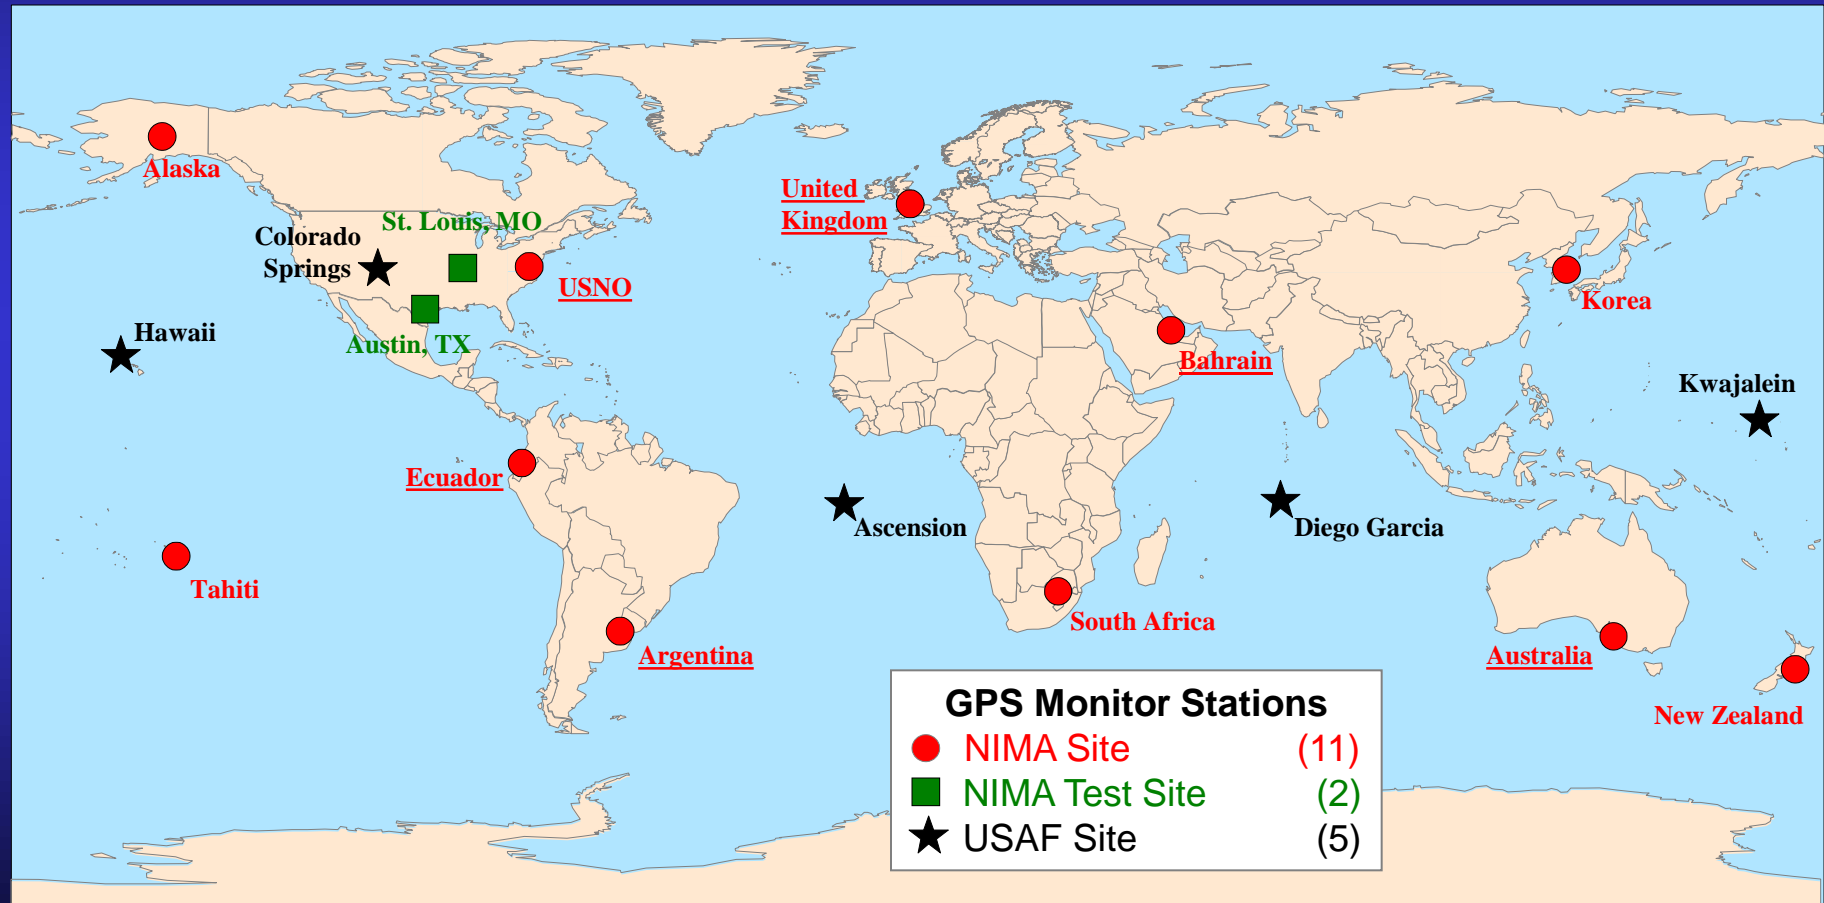 Alaska
United
Kingdom
St. Louis, MO
Colorado
Springs
USNO
Korea
Hawaii
Austin, TX
Bahrain
Kwajalein
Ecuador
Ascension
Diego Garcia
Tahiti
South Africa
Argentina
Australia
New Zealand
GPS Monitor Stations
NIMA Site (11)
NIMA Test Site (2)
USAF Site (5)